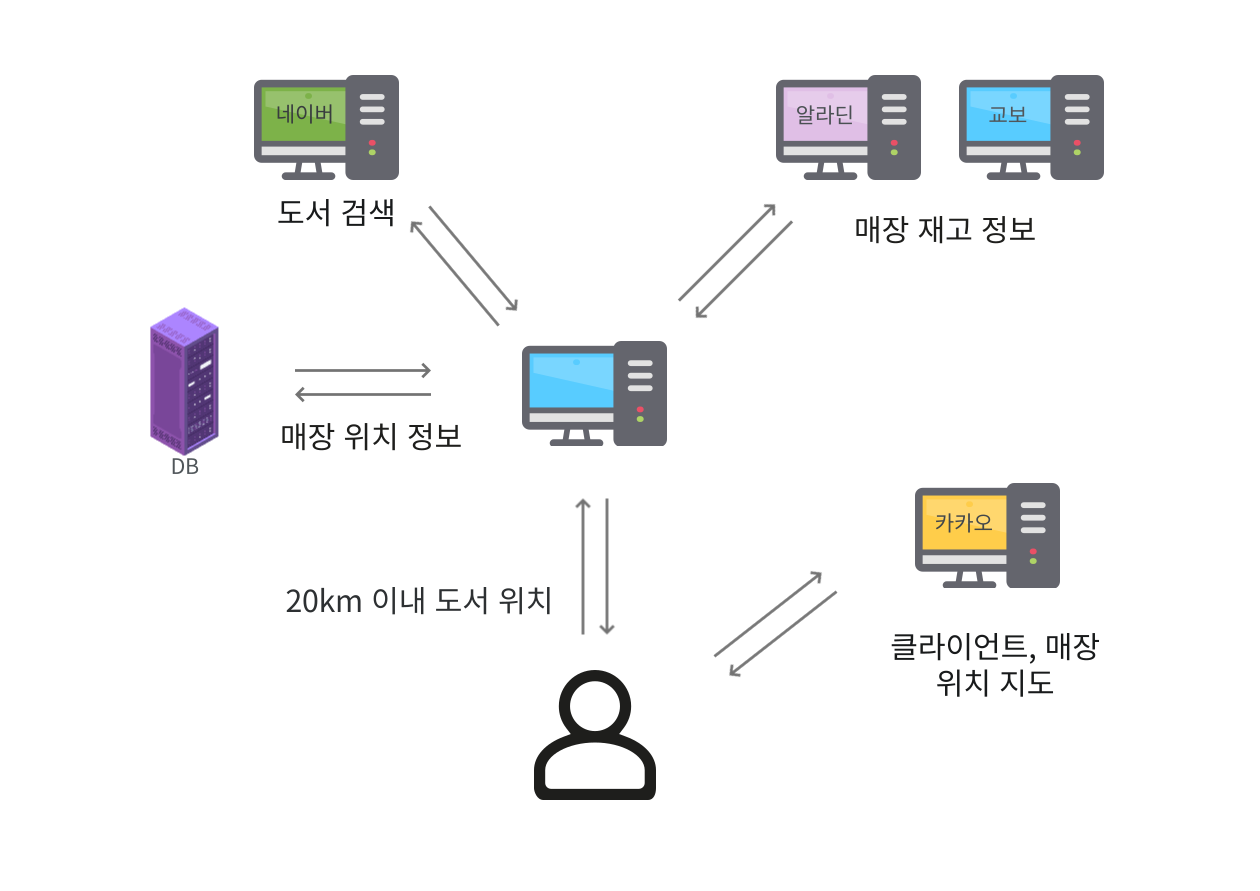 네이버
알라딘
교보
도서 검색
매장 재고 정보
매장 위치 정보
DB
카카오
20km 이내 도서 위치
클라이언트, 매장
위치 지도